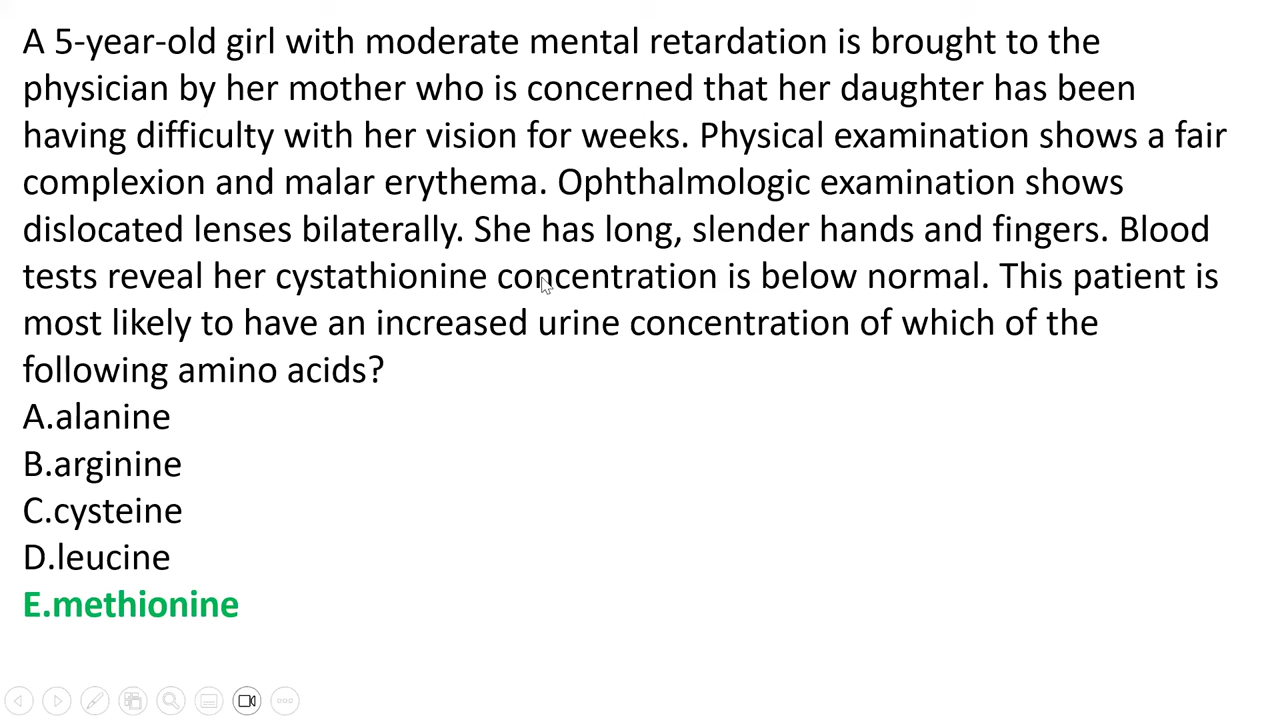 A 5-year-old girl with moderate mental retardation is brought to the
physician by her mother who is concerned that her daughter has been
having difficulty with her vision for weeks. Physical examination shows a fair
complexion and malar erythema. Ophthalmologic examination shows
dislocated lenses bilaterally. She has long, slender hands and fingers. Blood
tests reveal her cystathionine concentration is below normal. This patient is
most likely to have an increased urine concentration of which of the
following amino acids?
A.alanine
B.arginine
C.cysteine
D.leucine
E.methionine